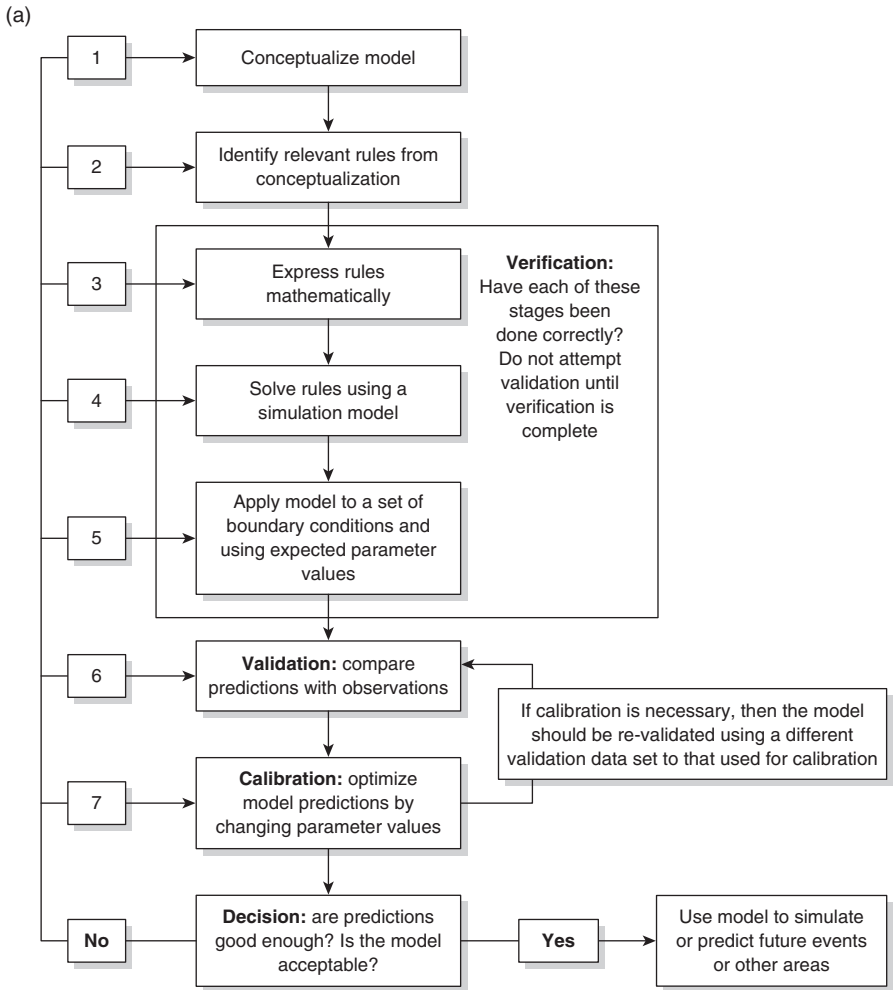 (a)
1
Conceptualize model
2
Identify relevant rules from
conceptualization
3
Express rules
mathematically
Verification:
Have each of these
stages been
done correctly?
Do not attempt
validation until
verification is
complete
4
Solve rules using a
simulation model
5
Apply model to a set of
boundary conditions and
using expected parameter
values
6
Validation: compare
predictions with observations
If calibration is necessary, then the model
should be re-validated using a different
validation data set to that used for calibration
7
Calibration: optimize
model predictions by
changing parameter values
No
Decision: are predictions
good enough? Is the model
acceptable?
Yes
Use model to simulate
or predict future events
or other areas